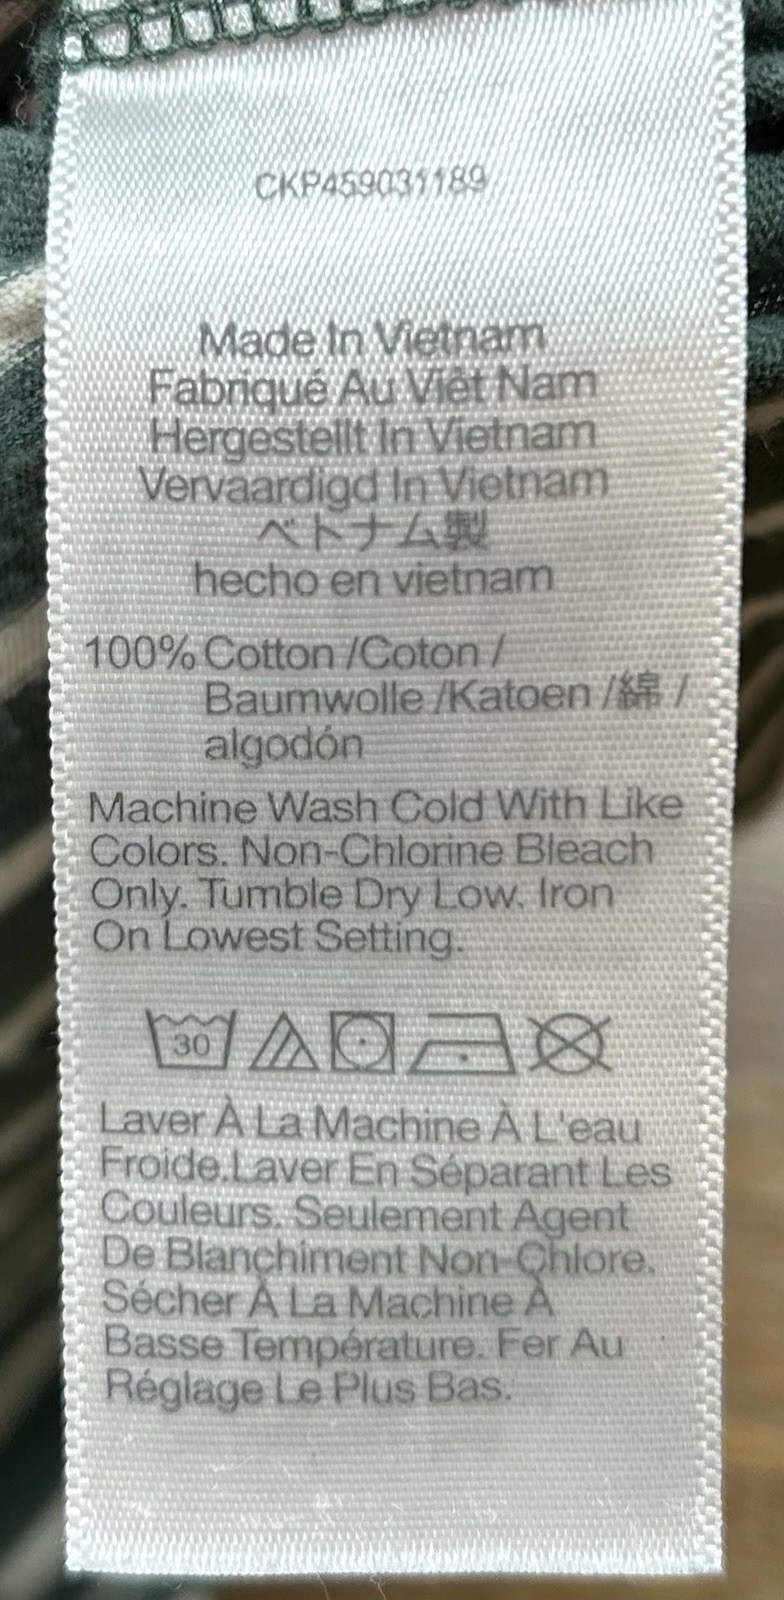 CKP459031189
Made In Vietnam
Fabriqué Au Viêt Nam
Hergestellt In Vietnam
Vervaardigd In Vietnam
ベトナム製
hecho en vietnam
100% Cotton /Coton /
Baumwolle /Katoen /綿 /
algodón
Machine Wash Cold With Like
Colors. Non-Chlorine Bleach
Only. Tumble Dry Low. Iron
On Lowest Setting.
30
Laver À La Machine À L'eau
Froide.Laver En Séparant Les
Couleurs. Seulement Agent
De Blanchiment Non-Chlore.
Sécher À La Machine À
Basse Température. Fer Au
Réglage Le Plus Bas.